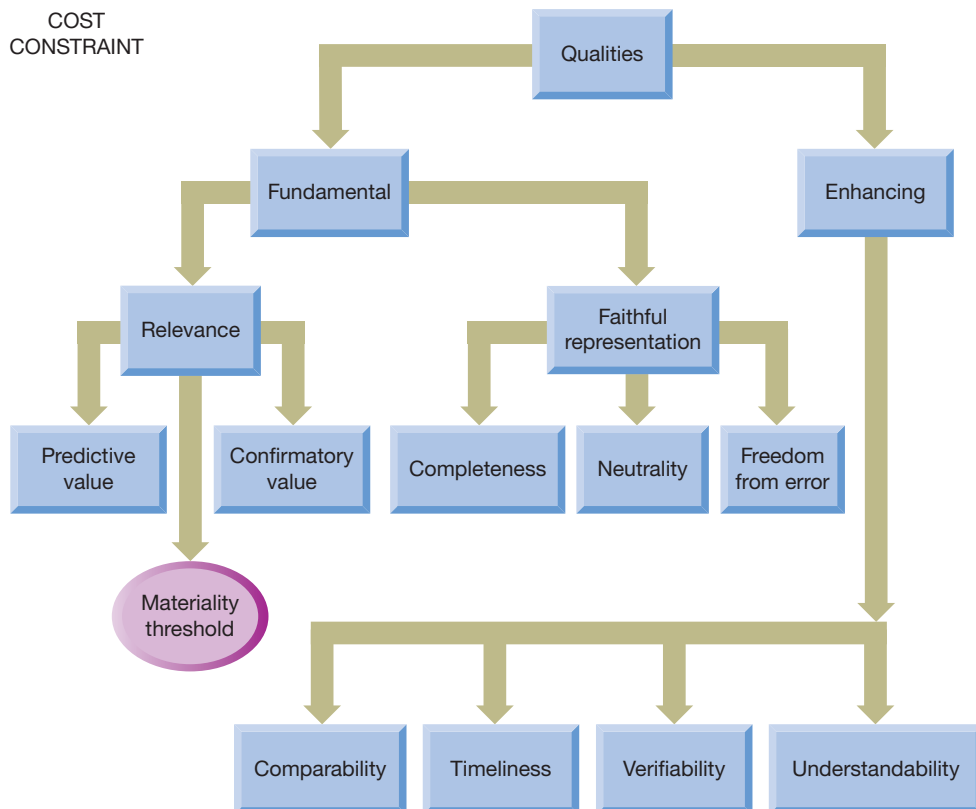 COST
CONSTRAINT
Qualities
Fundamental
Enhancing
Relevance
Faithful
representation
Predictive
value
Confirmatory
value
Completeness
Neutrality
Freedom
from error
Materiality
threshold
Comparability
Timeliness
Verifiability
Understandability